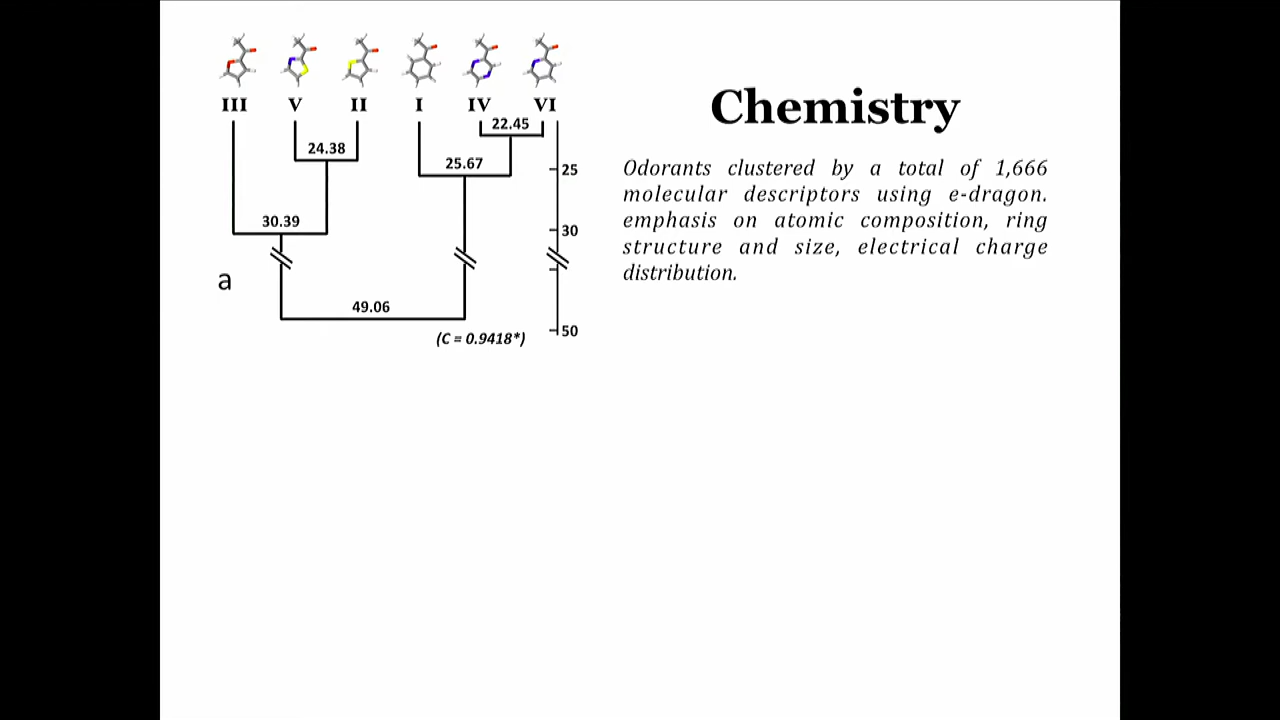 III V II I IV VI
22.45
24.38
25.67
25
30.39
30
a
49.06
50
(C = 0.9418*)
Chemistry
Odorants clustered by a total of 1,666
molecular descriptors using e-dragon.
emphasis on atomic composition, ring
structure and size, electrical charge
distribution.